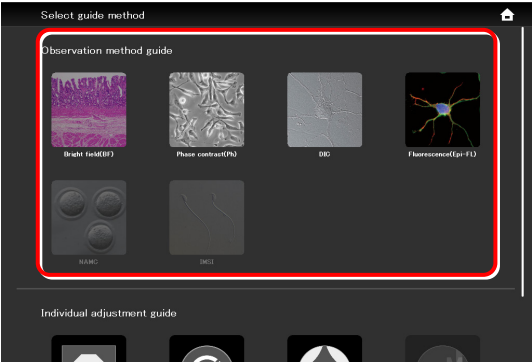 Select guide method
Observation method guide
Bright field(BF)
Phase contrast(Ph)
DIC
Fluorescence(Epi-FL)
NAMC
IMSI
Individual adjustment guide